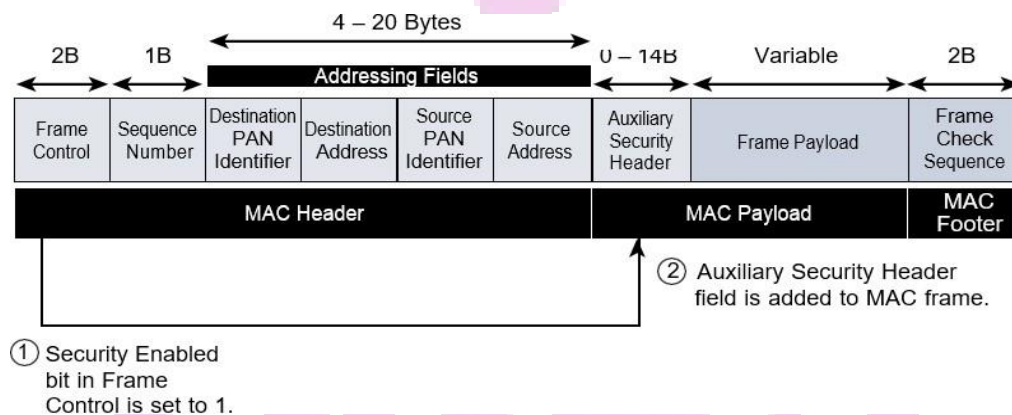 4 – 20 Bytes
2B 1B 0 – 14B Variable 2B
Addressing Fields
Frame Control
Sequence Number
Destination PAN Identifier
Destination Address
Source PAN Identifier
Source Address
Auxiliary Security Header
Frame Payload
Frame Check Sequence
MAC Header
MAC Payload
MAC Footer
② Auxiliary Security Header
field is added to MAC frame.
① Security Enabled
bit in Frame
Control is set to 1.